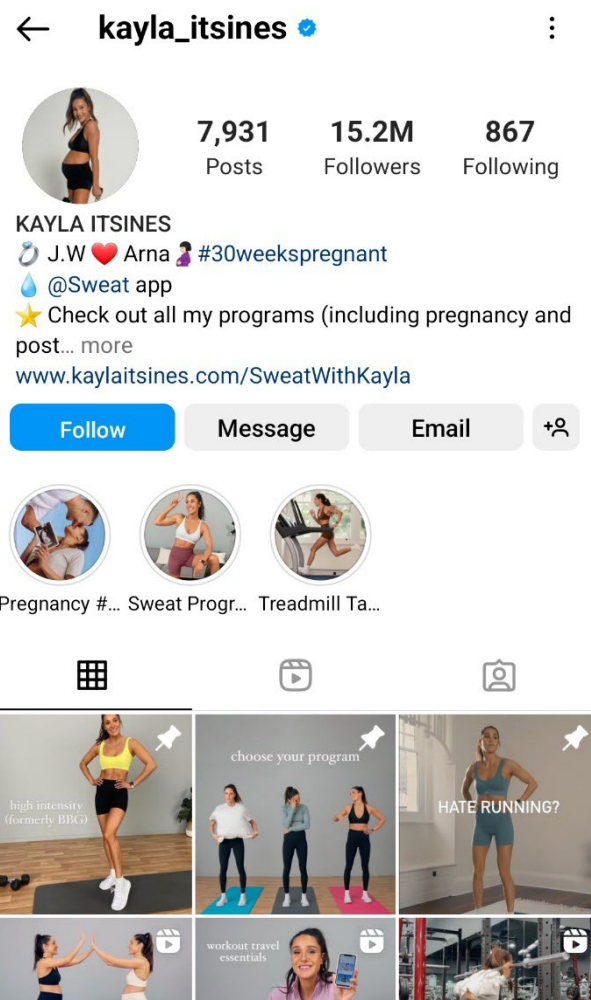 kayla_itsines
7,931 15.2M 867
Posts Followers Following
KAYLA ITSINES
J.W Arna #30weekspregnant
@Sweat app
Check out all my programs (including pregnancy and
post… more
www.kaylaitsines.com/SweatWithKayla
Follow Message Email
Pregnancy #... Sweat Progr... Treadmill Ta...
high intensity
(formerly BBG)
choose your program
HATE RUNNING?
workout travel
essentials